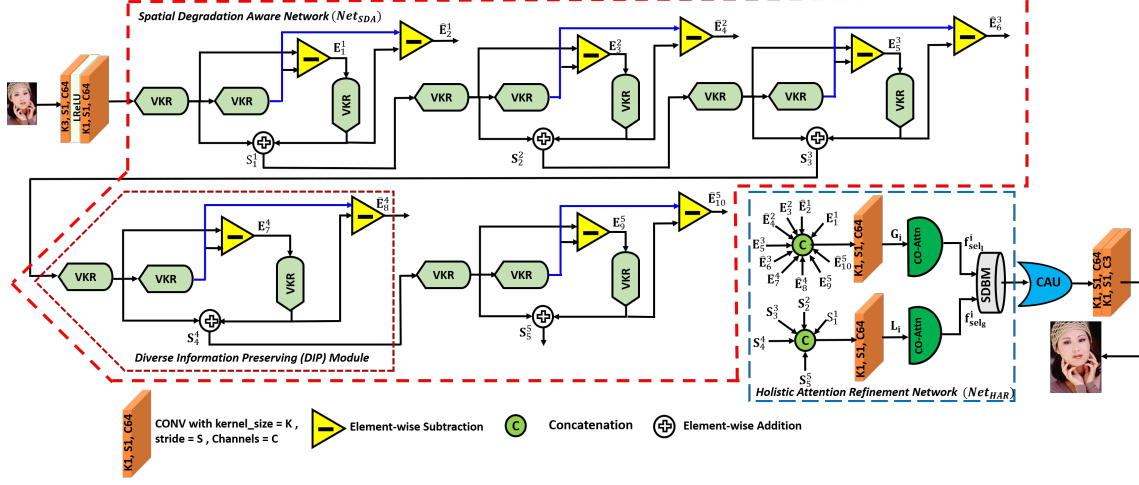 Spatial Degradation Aware Network (Net_SDA)
K3, S1, C64
LReLU
K1, S1, C64
VKR
VKR
E_1^1
VKR
Ē_2^1
S_1^1
VKR
VKR
E_3^2
VKR
Ē_4^2
S_2^2
VKR
VKR
E_5^3
VKR
Ē_6^3
S_3^3
VKR
VKR
E_7^4
VKR
Ē_8^4
S_4^4
Diverse Information Preserving (DIP) Module
VKR
VKR
E_9^5
VKR
Ē_10^5
S_5^5
E_3^2
Ē_2^1
E_1^1
Ē_4^2
E_5^3
Ē_6^3
E_7^4
Ē_8^4
E_9^5
Ē_10^5
C
K1, S1, C64
G_i
CO-Attn
f_sel_l^i
S_2^2
S_3^3
S_1^1
S_4^4
S_5^5
C
K1, S1, C64
L_i
CO-Attn
f_sel_g^i
SDBM
CAU
K1, S1, C64
K1, S1, C3
Holistic Attention Refinement Network (Net_HAR)
K1, S1, C64
CONV with kernel_size = K ,
stride = S , Channels = C
Element-wise Subtraction
C
Concatenation
Element-wise Addition